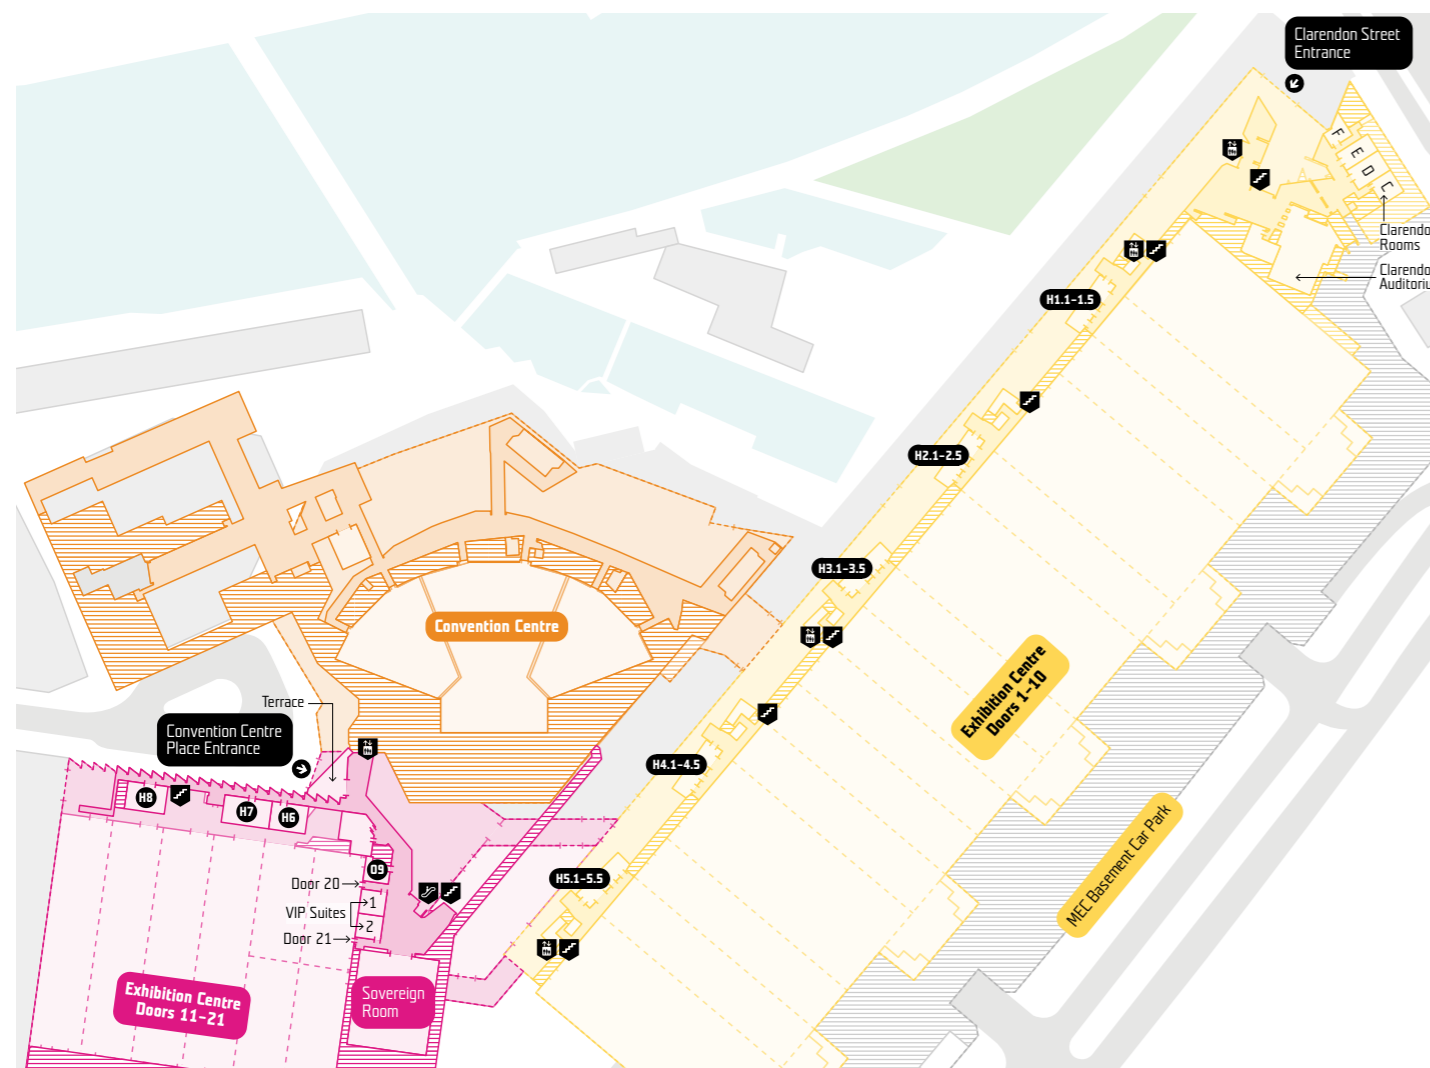 Clarendon Street
Entrance
F
E
D
C
Clarendo
Rooms
Clarendo
Auditoriu
H1.1-1.5
H2.1-2.5
H3.1-3.5
Convention Centre
Exhibition Centre
Doors 1-10
Terrace
Convention Centre
Place Entrance
H4.1-4.5
H8
H7
H6
MEC Basement Car Park
09
Door 20
H5.1-5.5
VIP Suites
1
2
Door 21
Exhibition Centre
Doors 11-21
Sovereign
Room